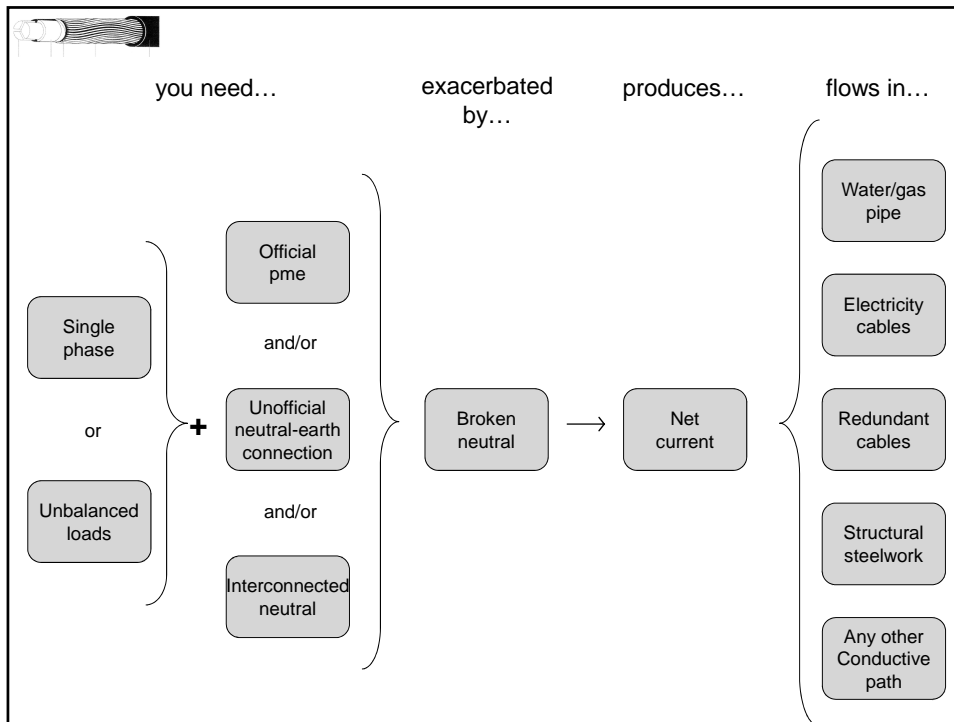 you need…
exacerbated
by…
produces…
flows in…
Single
phase
or
Unbalanced
loads
+
Official
pme
and/or
Unofficial
neutral-earth
connection
and/or
Interconnected
neutral
Broken
neutral
Net
current
Water/gas
pipe
Electricity
cables
Redundant
cables
Structural
steelwork
Any other
Conductive
path